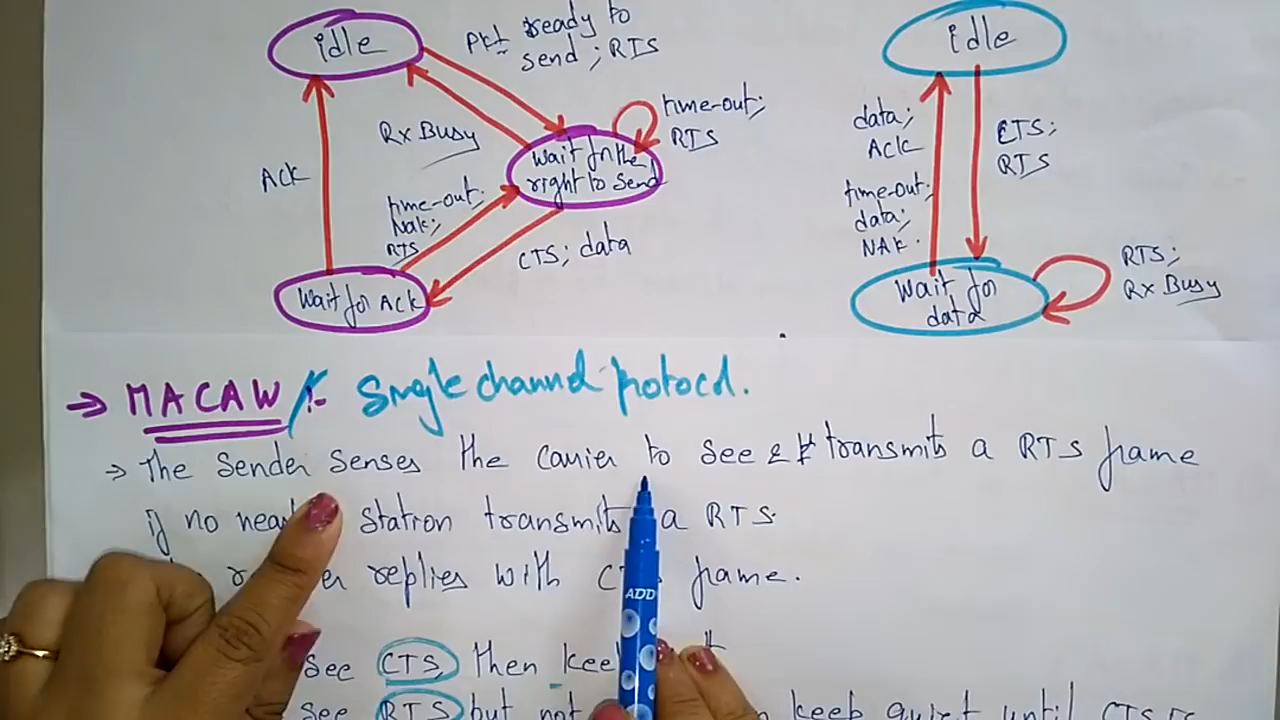 idle
Pkt ready to
send ; RTS
Rx Busy
time-out;
RTS
Wait for the
right to send
Ack
time-out;
Nak;
RTS
CTS; data
Wait for Ack
idle
data;
Ack
time-out;
data;
NAK.
RTS
Wait for
data
RTS;
Rx Busy
→ MACAW :- Single channel protocol.
→ The sender senses the carrier to see & transmits a RTS frame
if no station transmits a RTS.
replies with frame.
see CTS, then
see RTS but not keep quiet until CTS
ADD